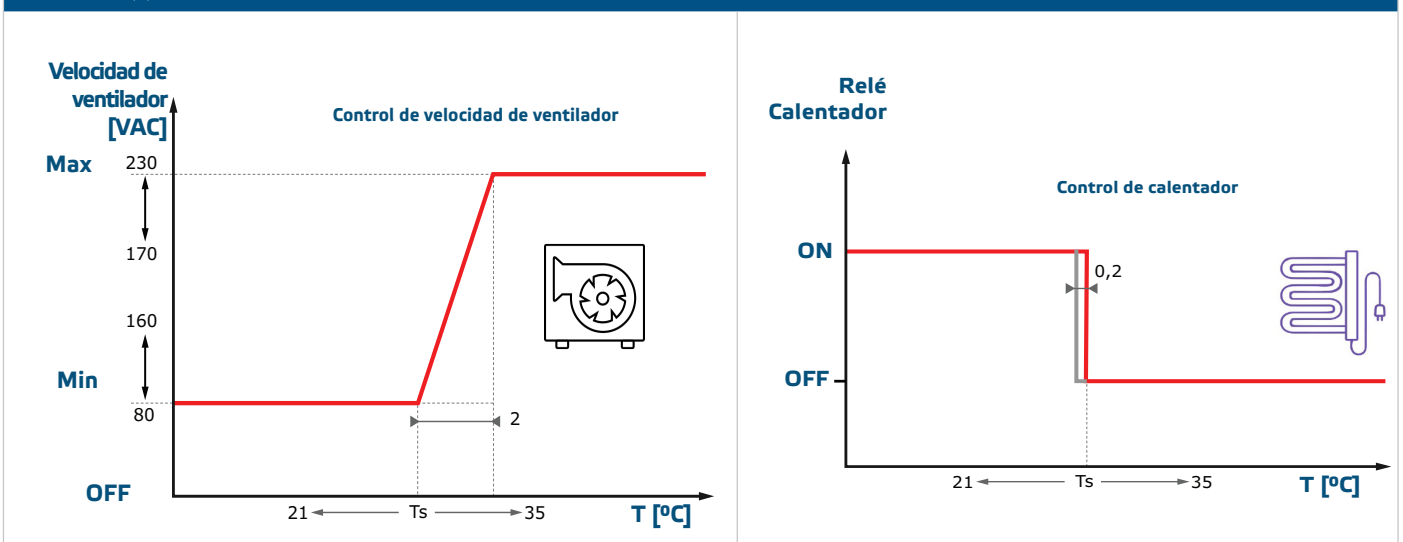 Velocidad de
ventilador
[VAC]
Control de velocidad de ventilador
Max
230
170
160
Min
80
2
OFF
21
Ts
35
T [ºC]
Relé
Calentador
Control de calentador
ON
0,2
OFF
21
Ts
35
T [ºC]